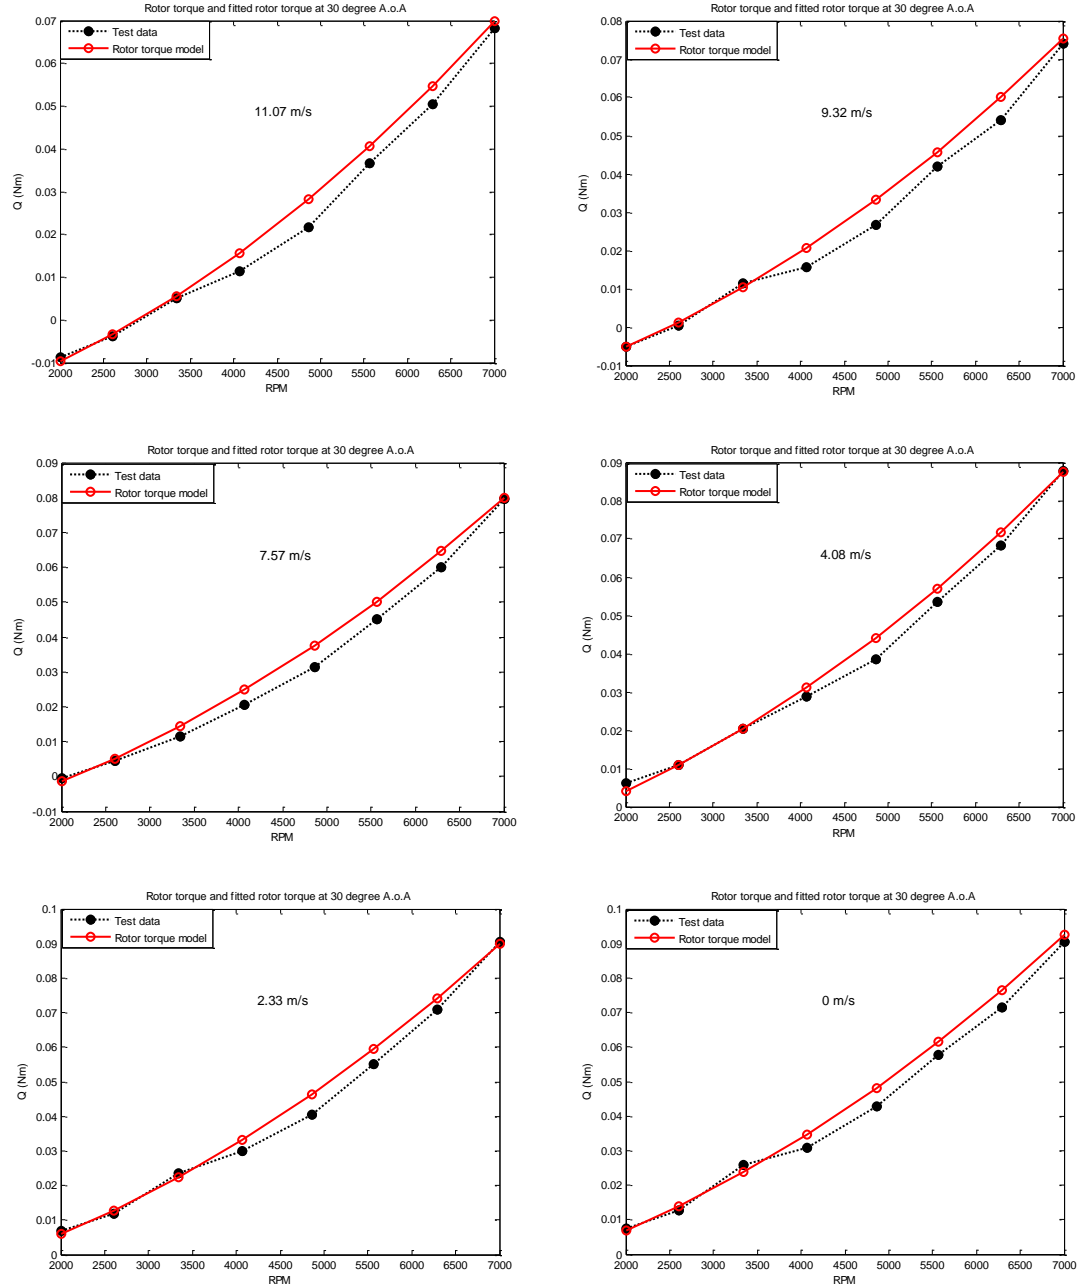 Rotor torque and fitted rotor torque at 30 degree A.o.A
0.07
0.06
0.05
0.04
0.03
0.02
0.01
0
-0.01
Q (Nm)
Test data
Rotor torque model
11.07 m/s
2000 2500 3000 3500 4000 4500 5000 5500 6000 6500 7000
RPM
Rotor torque and fitted rotor torque at 30 degree A.o.A
0.08
0.07
0.06
0.05
0.04
0.03
0.02
0.01
0
-0.01
Q (Nm)
Test data
Rotor torque model
9.32 m/s
2000 2500 3000 3500 4000 4500 5000 5500 6000 6500 7000
RPM
Rotor torque and fitted rotor torque at 30 degree A.o.A
0.09
0.08
0.07
0.06
0.05
0.04
0.03
0.02
0.01
0
-0.01
Q (Nm)
Test data
Rotor torque model
7.57 m/s
2000 2500 3000 3500 4000 4500 5000 5500 6000 6500 7000
RPM
Rotor torque and fitted rotor torque at 30 degree A.o.A
0.09
0.08
0.07
0.06
0.05
0.04
0.03
0.02
0.01
0
Q (Nm)
Test data
Rotor torque model
4.08 m/s
2000 2500 3000 3500 4000 4500 5000 5500 6000 6500 7000
RPM
Rotor torque and fitted rotor torque at 30 degree A.o.A
0.1
0.09
0.08
0.07
0.06
0.05
0.04
0.03
0.02
0.01
0
Q (Nm)
Test data
Rotor torque model
2.33 m/s
2000 2500 3000 3500 4000 4500 5000 5500 6000 6500 7000
RPM
Rotor torque and fitted rotor torque at 30 degree A.o.A
0.1
0.09
0.08
0.07
0.06
0.05
0.04
0.03
0.02
0.01
0
Q (Nm)
Test data
Rotor torque model
0 m/s
2000 2500 3000 3500 4000 4500 5000 5500 6000 6500 7000
RPM